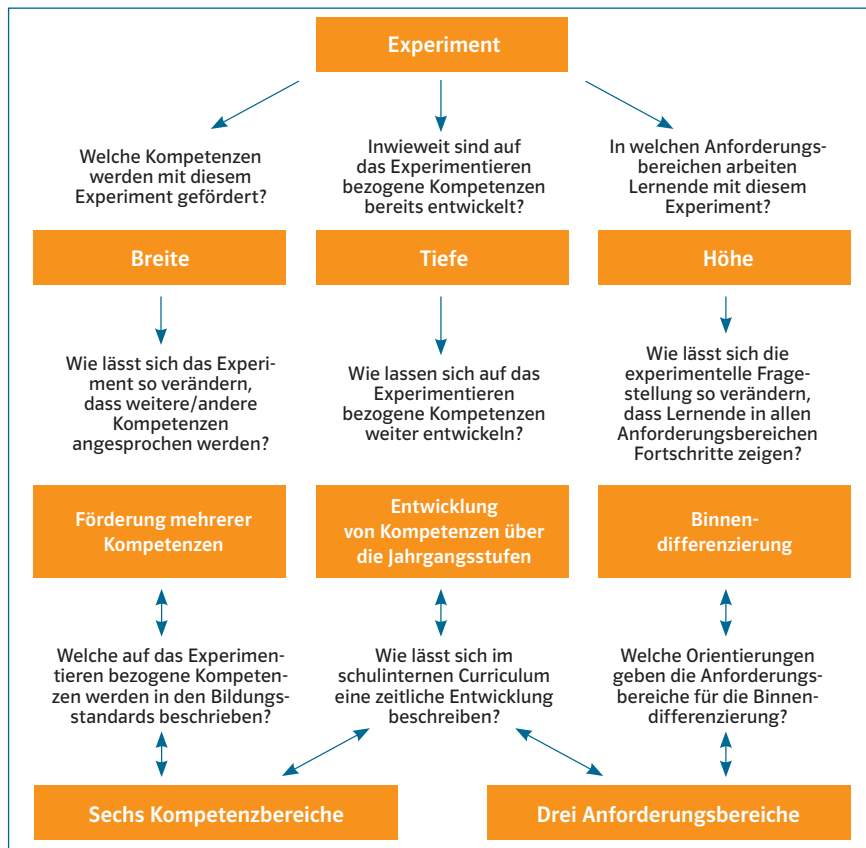 Experiment
Welche Kompetenzen
werden mit diesem
Experiment gefördert?
Inwieweit sind auf
das Experimentieren
bezogene Kompetenzen
bereits entwickelt?
In welchen Anforderungs-
bereichen arbeiten
Lernende mit diesem
Experiment?
Breite
Tiefe
Höhe
Wie lässt sich das Experi-
ment so verändern,
dass weitere/andere
Kompetenzen
angesprochen werden?
Wie lassen sich auf das
Experimentieren
bezogene Kompetenzen
weiter entwickeln?
Wie lässt sich die
experimentelle Frage-
stellung so verändern,
dass Lernende in allen
Anforderungsbereichen
Fortschritte zeigen?
Förderung mehrerer
Kompetenzen
Entwicklung
von Kompetenzen über
die Jahrgangsstufen
Binnen-
differenzierung
Welche auf das Experimen-
tieren bezogene Kompeten-
zen werden in den Bildungs-
standards beschrieben?
Wie lässt sich im
schulinternen Curriculum
eine zeitliche Entwicklung
beschreiben?
Welche Orientierungen
geben die Anforderungs-
bereiche für die Binnen-
differenzierung?
Sechs Kompetenzbereiche
Drei Anforderungsbereiche